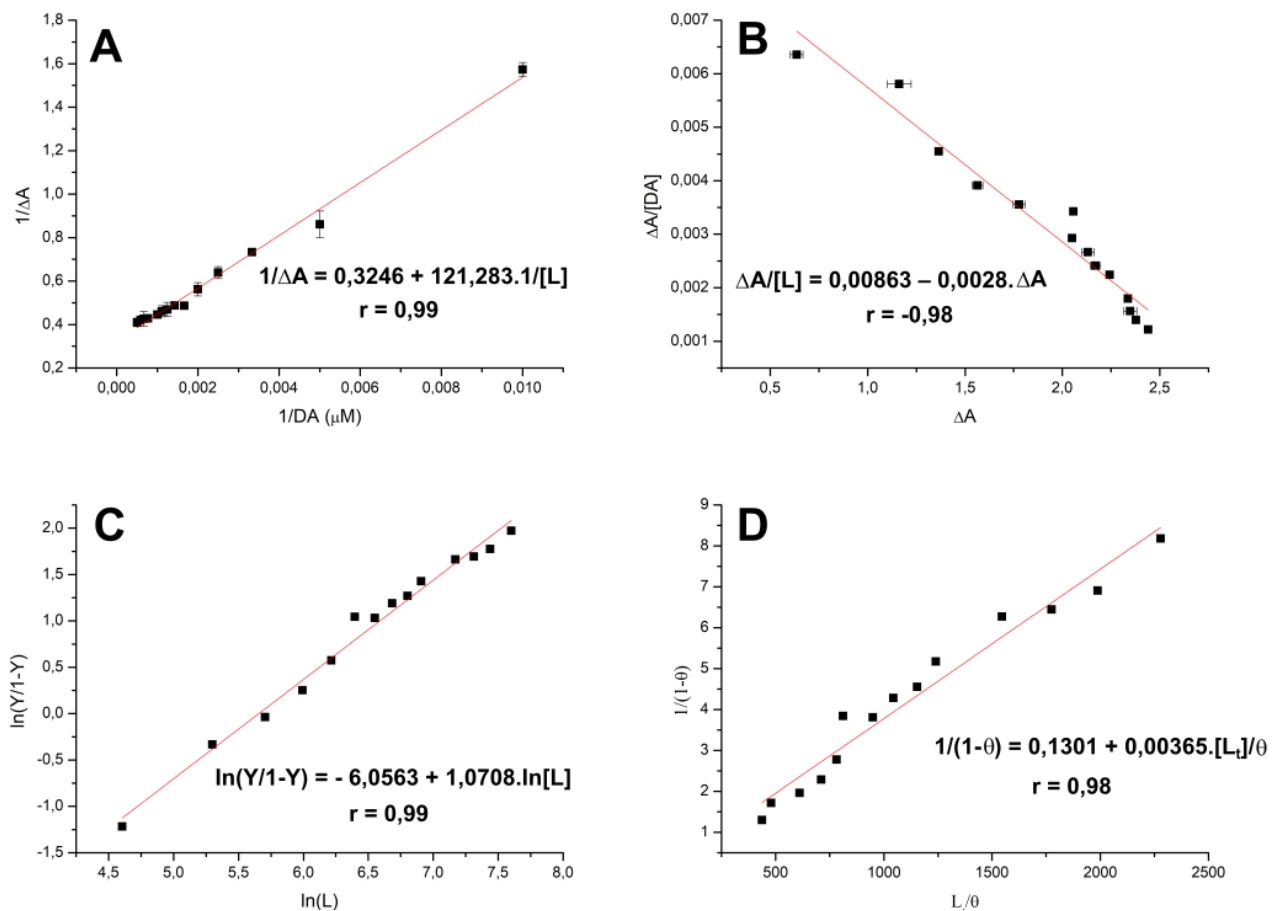 A
1,8
1,6
1,4
1,2
1,0
0,8
0,6
0,4
0,2
1/ΔA
1/ΔA = 0,3246 + 121,283.1/[L]
r = 0,99
0,000
0,002
0,004
0,006
0,008
0,010
1/DA (μM)
B
0,007
0,006
0,005
0,004
0,003
0,002
0,001
ΔA/[DA]
ΔA/[L] = 0,00863 – 0,0028. ΔA
r = -0,98
0,5
1,0
1,5
2,0
2,5
ΔA
C
2,0
1,5
1,0
0,5
0,0
-0,5
-1,0
-1,5
ln(Y/1-Y)
ln(Y/1-Y) = - 6,0563 + 1,0708.ln[L]
r = 0,99
4,5
5,0
5,5
6,0
6,5
7,0
7,5
8,0
ln(L)
D
9
8
7
6
5
4
3
2
1
1/(1-θ)
1/(1-θ) = 0,1301 + 0,00365.[Lt]/θ
r = 0,98
500
1000
1500
2000
2500
Lt/θ